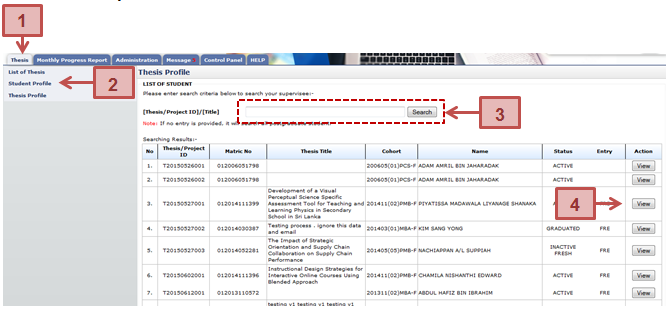 1
Thesis Monthly Progress Report Administration Message Control Panel HELP
List of Thesis
Student Profile
Thesis Profile
2
Thesis Profile
LIST OF STUDENT
Please enter search criteria below to search your supervisee:-
[Thesis/Project ID]/[Title] Search
3
Note: If no entry is provided, it will search all postgraduate student.
Searching Results:-
No Thesis/Project ID Matric No Thesis Title Cohort Name Status Entry Action
1. T20150526001 012006051798 200605(01)PCS-F ADAM AMRIL BIN JAHARADAK ACTIVE View
2. T20150526002 012006051798 200605(01)PCS-F ADAM AMRIL BIN JAHARADAK ACTIVE View
Development of a Visual
Perceptual Science Specific
3. T20150527001 012014111399 Assessment Tool for Teaching and 201411(02)PMB-F PIYATISSA MADAWALA LIYANAGE SHANAKA 4 View
Learning Physics in Secondary
School in Sri Lanka
4. T20150527002 012014030387 Testing process . ignore this data 201403(01)MBA-F KIM SANG YONG GRADUATED FRE View
and email
The Impact of Strategic
5. T20150527003 012014052281 Orientation and Supply Chain 201405(05)PMB-F NACHIAPPAN A/L SUPPIAH INACTIVE FRE View
Collaboration on Supply Chain FRESH
Performance
Instructional Design Strategies for
6. T20150602001 012014111396 Interactive Online Courses Using 201411(02)PMB-F CHAMILA NISHANTHI EDWARD ACTIVE FRE View
Blended Approach
7. T20150612001 012013110572 201311(02)MBA-F ABDUL HAFIZ BIN IBRAHIM ACTIVE FRE View
testing v1 testing v1 testing v1